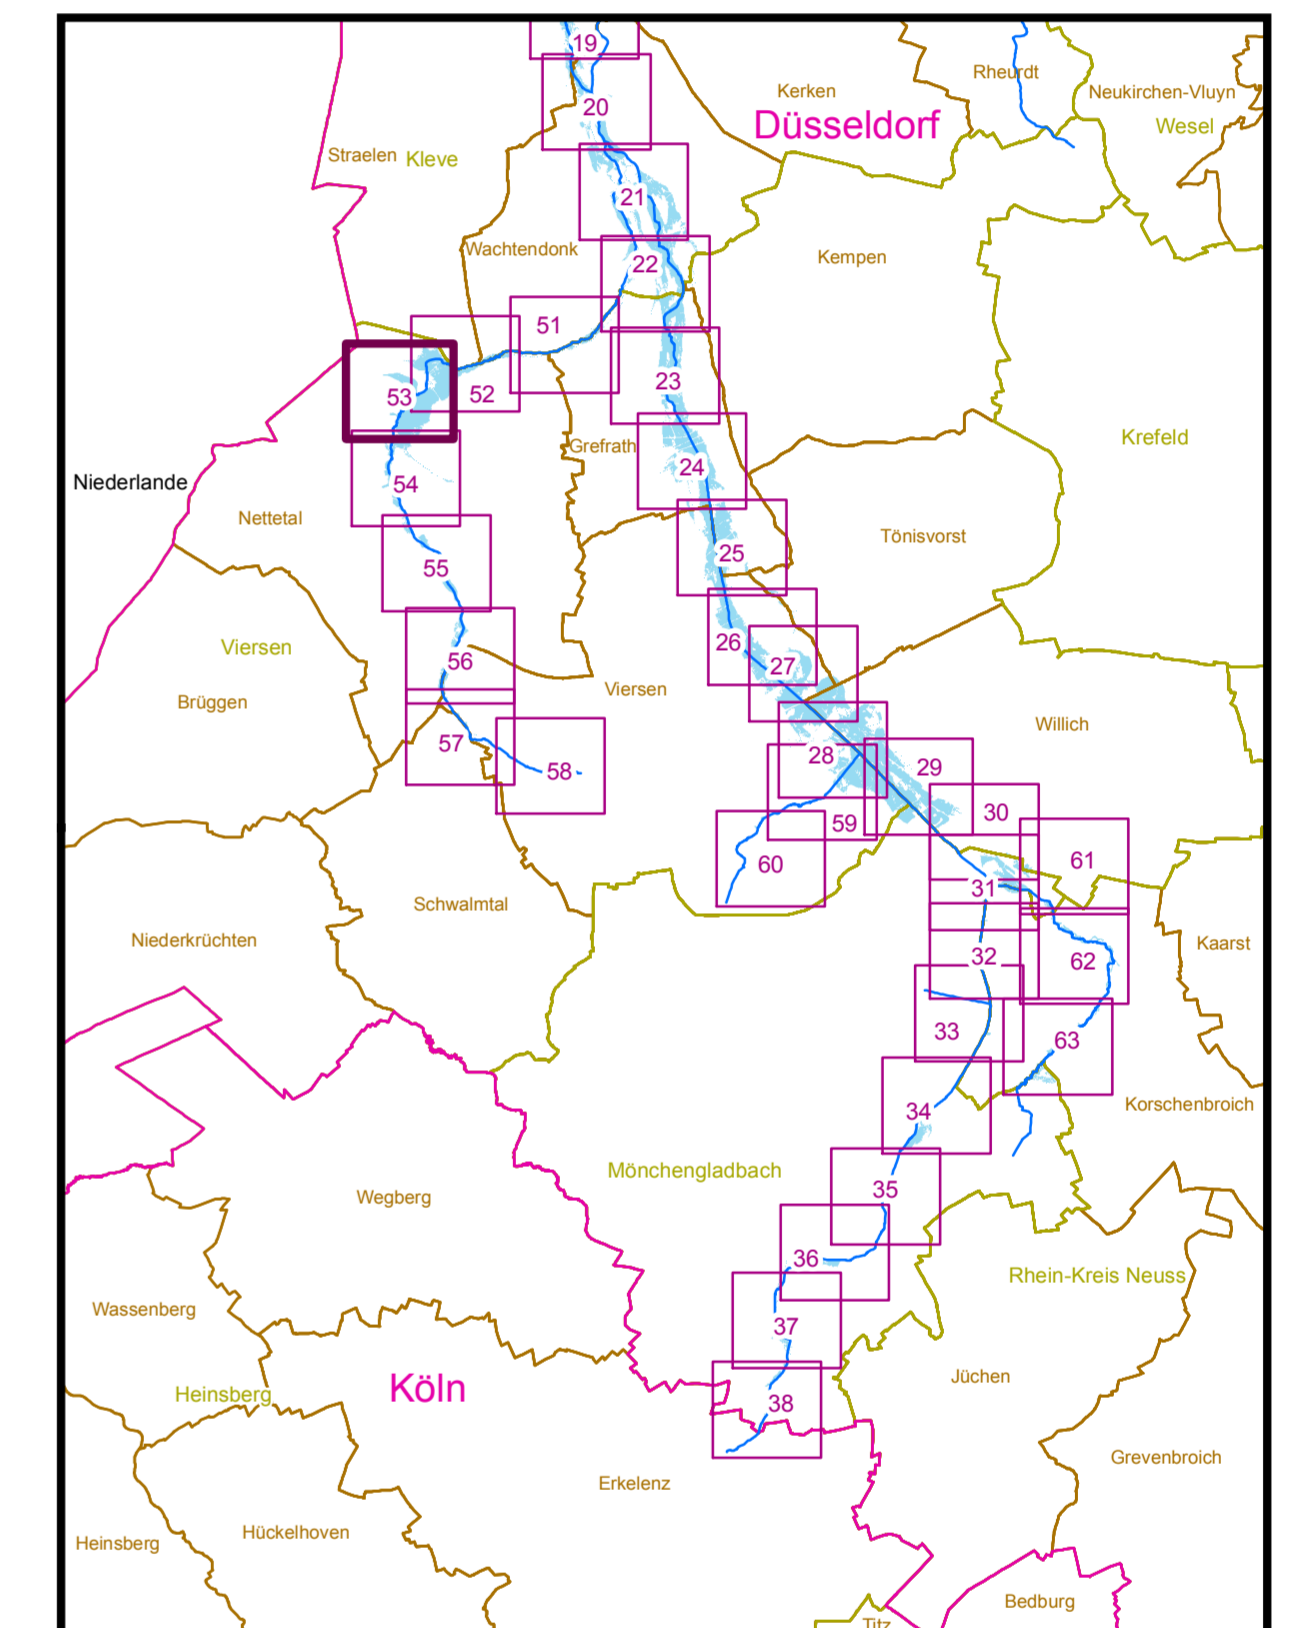 19
Rheurdt
Kerken
Neukirchen-Vluyn
20
Düsseldorf
Wesel
Straelen
Kleve
21
Wachtendonk
Kempen
22
51
23
53
52
Krefeld
Grefrath
24
Niederlande
54
Nettetal
Tönisvorst
25
55
26
Viersen
56
27
Viersen
Brüggen
Willich
57
28
29
58
30
59
61
60
31
Schwalmtal
Niederkrüchten
Kaarst
32
62
33
63
Korschenbroich
34
Mönchengladbach
35
Wegberg
36
Rhein-Kreis Neuss
Wassenberg
37
Jüchen
Köln
Heinsberg
38
Grevenbroich
Erkelenz
Hückelhoven
Heinsberg
Bedburg
Titz